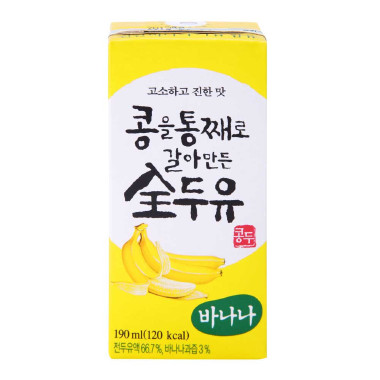 고소하고 진한 맛
콩을 통째로
갈아만든
全두유
콩두
바나나
190 ml(120 kcal)
전두유액 66.7%, 바나나과즙 3%